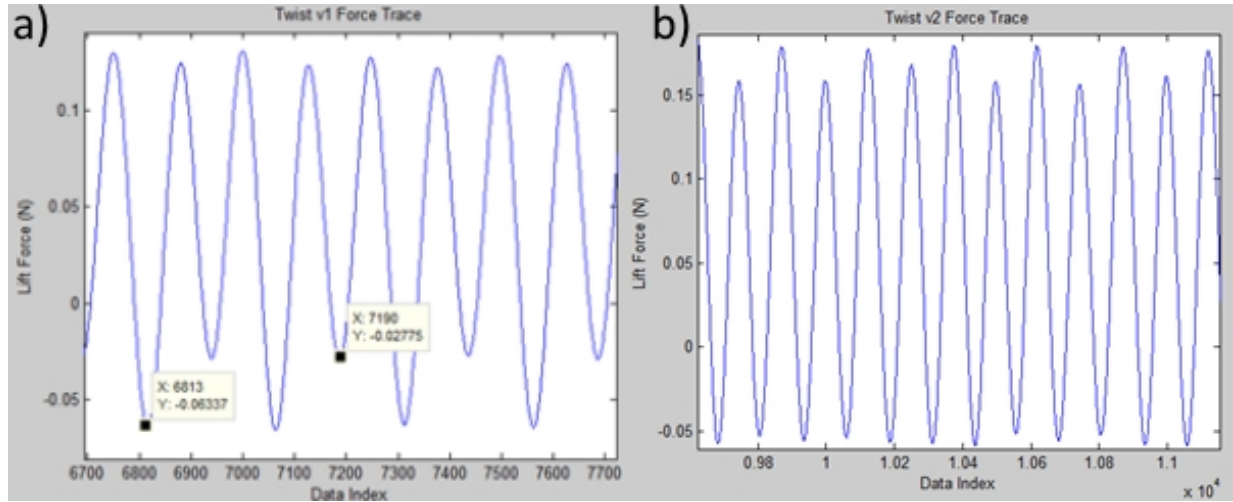 a)
Twist v1 Force Trace
0.1
0.05
0
-0.05
Lift Force (N)
X: 7190
Y: -0.02775
X: 6813
Y: -0.06337
6700 6800 6900 7000 7100 7200 7300 7400 7500 7600 7700
Data Index
b)
Twist v2 Force Trace
0.15
0.1
0.05
0
-0.05
Lift Force (N)
0.98 1 1.02 1.04 1.06 1.08 1.1
Data Index
x 10⁴